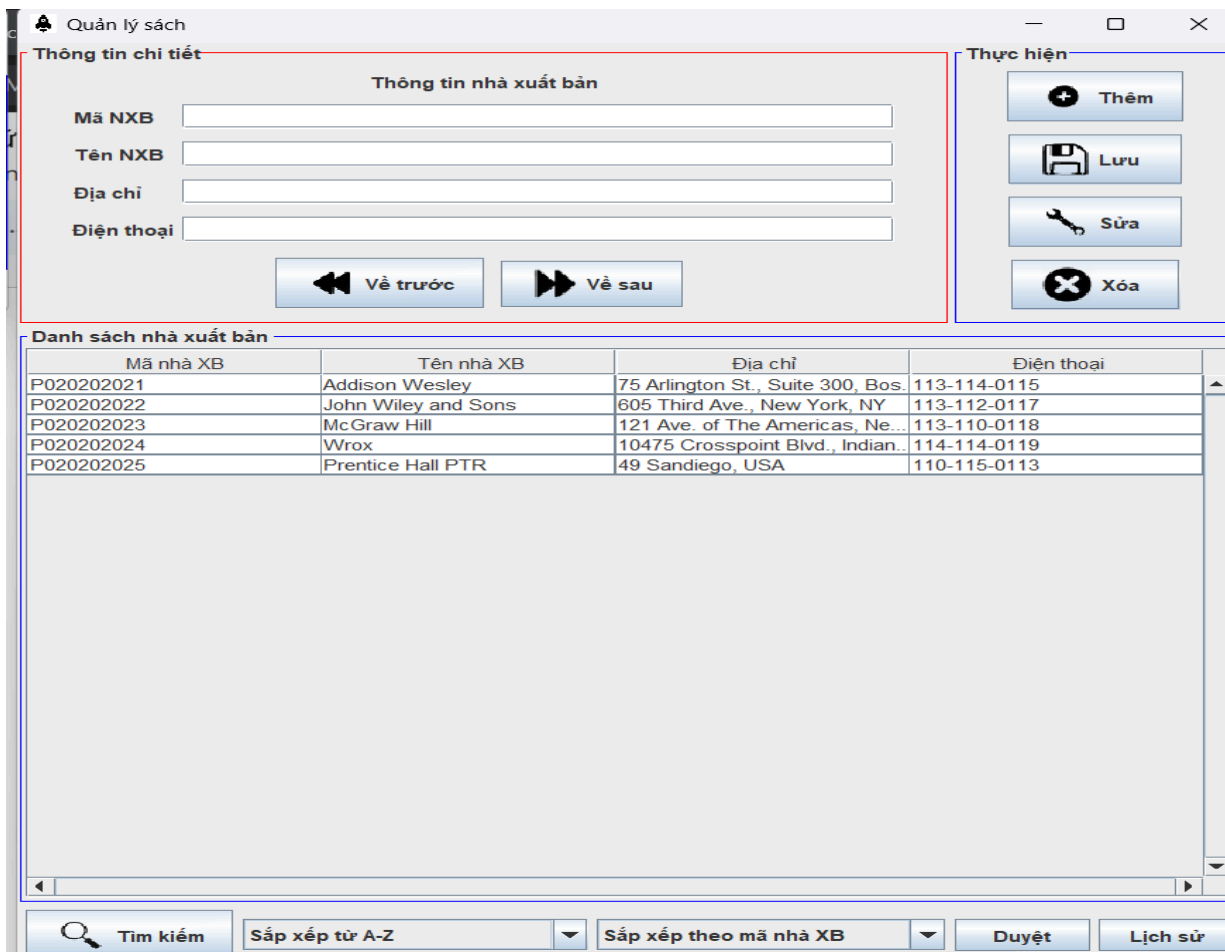 Quản lý sách
Thông tin chi tiết
Thông tin nhà xuất bản
Mã NXB
Tên NXB
Địa chỉ
Điện thoại
Về trước Về sau
Thực hiện
Thêm
Lưu
Sửa
Xóa
Danh sách nhà xuất bản
Mã nhà XB Tên nhà XB Địa chỉ Điện thoại
P020202021 Addison Wesley 75 Arlington St., Suite 300, Bos. 113-114-0115
P020202022 John Wiley and Sons 605 Third Ave., New York, NY 113-112-0117
P020202023 McGraw Hill 121 Ave. of The Americas, Ne... 113-110-0118
P020202024 Wrox 10475 Crosspoint Blvd., Indian.. 114-114-0119
P020202025 Prentice Hall PTR 49 Sandiego, USA 110-115-0113
Tìm kiếm Sắp xếp từ A-Z Sắp xếp theo mã nhà XB Duyệt Lịch sử